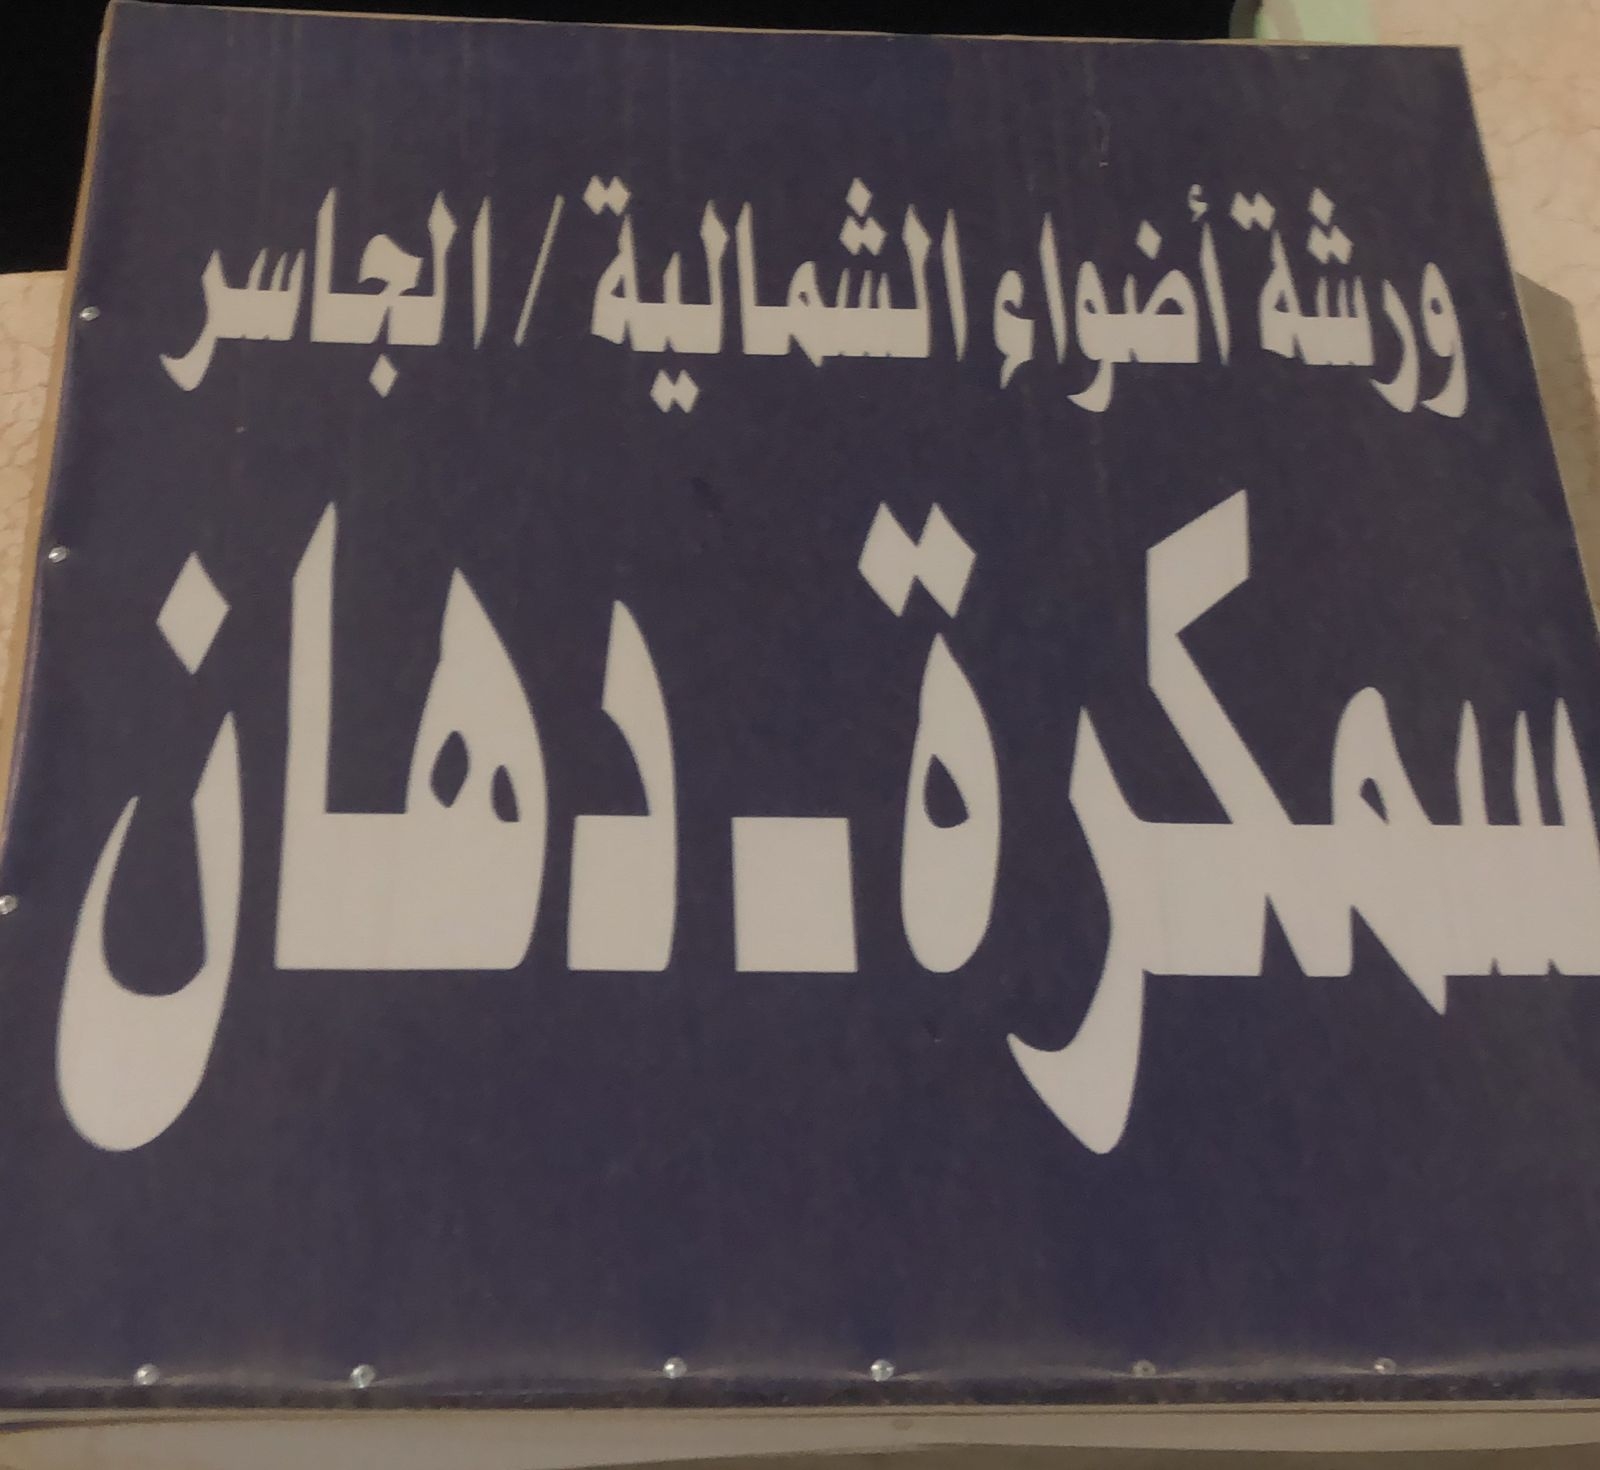 ورشة أضواء الشمالية / الجاسر
سمكرة - دهان